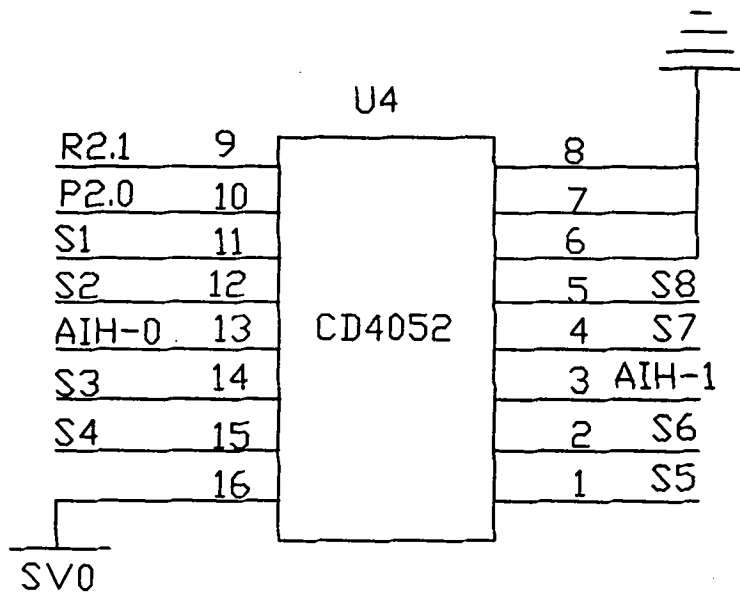 U4
R2.1 9 8
P2.0 10 7
S1 11 6
S2 12 5 S8
AIH-0 13 CD4052 4 S7
S3 14 3 AIH-1
S4 15 2 S6
16 1 S5
SV0